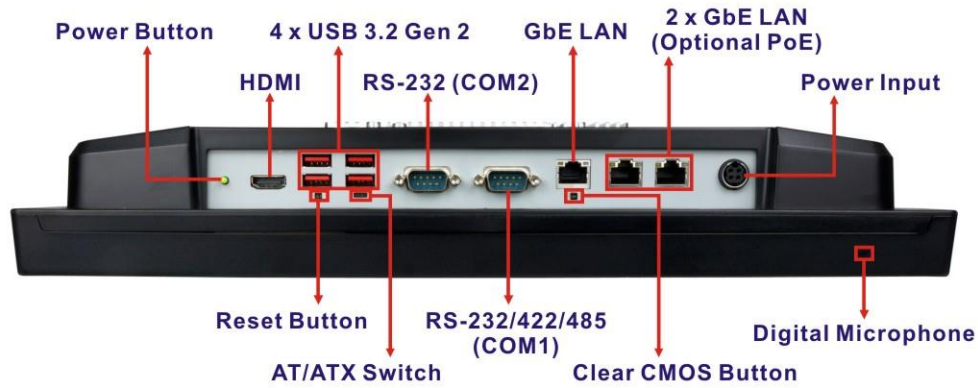 Power Button
4 x USB 3.2 Gen 2
GbE LAN
2 x GbE LAN
(Optional PoE)
HDMI
RS-232 (COM2)
Power Input
Reset Button
RS-232/422/485
(COM1)
Digital Microphone
AT/ATX Switch
Clear CMOS Button